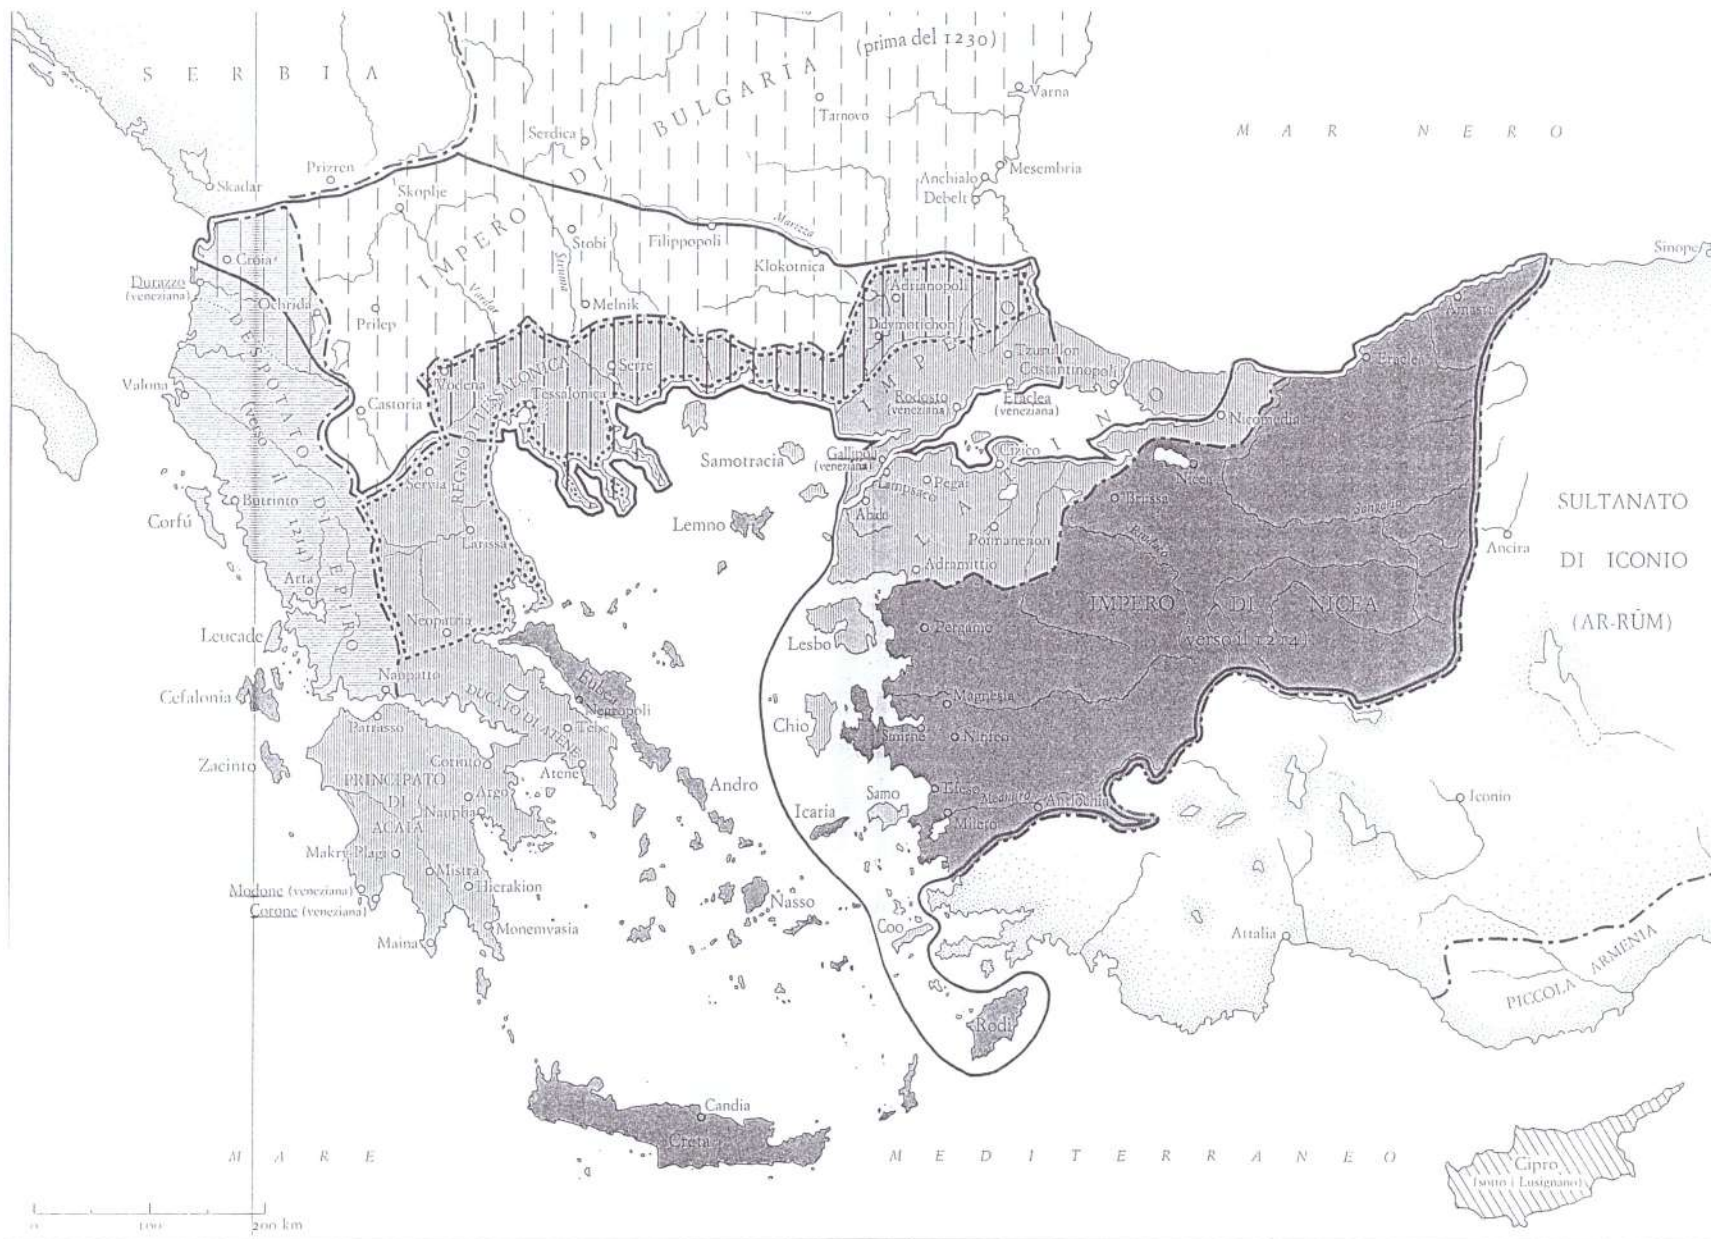 (prima del 1230)
SERBIA
IMPERO DI BULGARIA
Varna
Tarnovo
MAR NERO
Serdica
Prizren
Mesembria
Skadar
Skoplje
Anchialo
Debelt
Marizza
Stobi
Filippopoli
Sinope
Croia
Klokotnica
Struma
Durazzo
(veneziana)
Vardar
Adrianopoli
Ochrida
Melnik
Amastri
Prilep
Didymotichon
DESPOTATO DI EPIRO
(verso il 1214)
Tzurullon
Serre
Eraclea
Valona
Vodena
Costantinopoli
Tessalonica
REGNO DI TESSALONICA
IMPERO LATINO
Castoria
Rodosto
(veneziana)
Eraclea
(veneziana)
Nicomedia
Samotracia
Gallipoli
(veneziana)
Cizico
Servia
Lampsaco
Pegai
Nicea
Butrinto
Brussa
SULTANATO
DI ICONIO
(AR-RŪM)
Corfú
Lemno
Abido
Sangario
Larissa
Poimanenon
Ancira
Arta
Adramittio
IMPERO DI NICEA
(verso il 1214)
Neopatria
Pergamo
Leucade
Lesbo
Naupatto
Eubea
Cefalonia
DUCATO DI ATENE
Magnesia
Negropoli
Patrasso
Tebe
Chio
Smirne
Ninfeo
Zacinto
Corinto
Atene
PRINCIPATO
DI
ACAIA
Andro
Efeso
Argo
Samo
Meandro
Antiochia
Iconio
Nauplia
Icaria
Mileto
Makry-Plagi
Mistra
Modone (veneziana)
Hierakion
Nasso
Corone (veneziana)
Monemvasia
Coo
Attalia
Maina
PICCOLA ARMENIA
Rodi
Candia
Creta
MARE MEDITERRANEO
Cipro
(sotto i Lusignano)
0 100 200 km